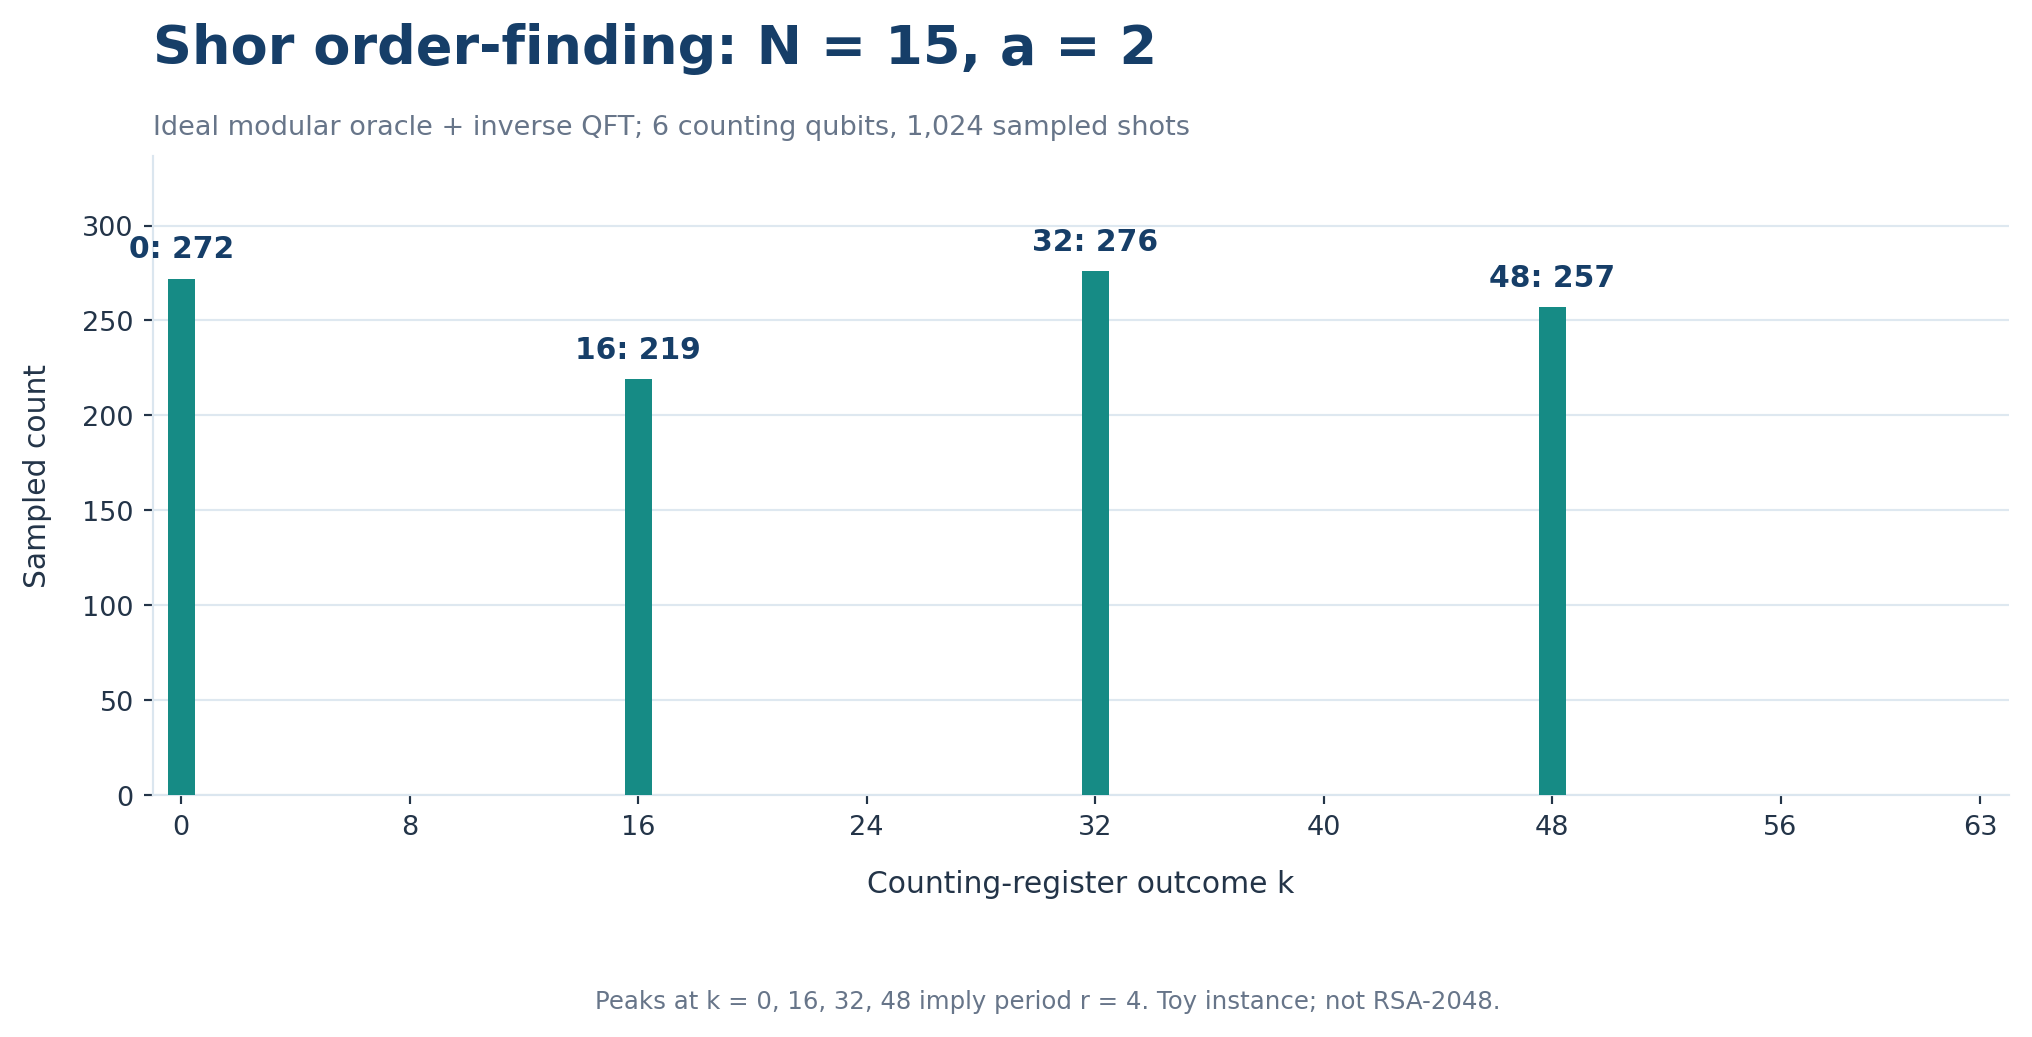 Shor order-finding: N = 15, a = 2
Ideal modular oracle + inverse QFT; 6 counting qubits, 1,024 sampled shots
300
0: 272
32: 276
48: 257
250
16: 219
200
Sampled count
150
100
50
0
0 8 16 24 32 40 48 56 63
Counting-register outcome k
Peaks at k = 0, 16, 32, 48 imply period r = 4. Toy instance; not RSA-2048.